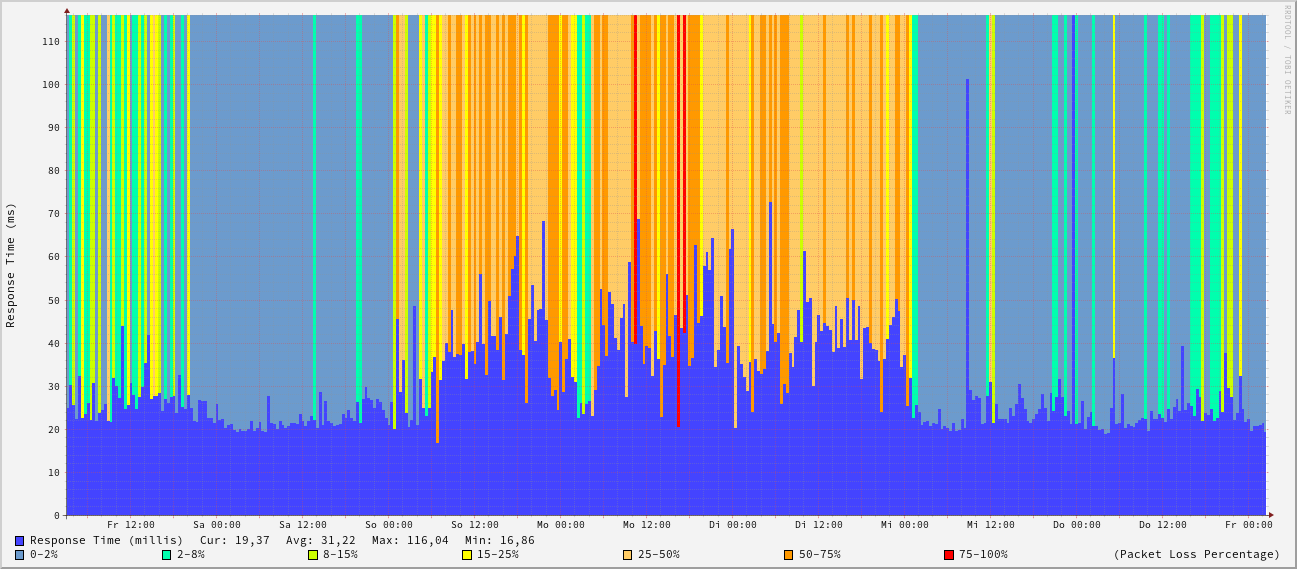 RRDTOOL / TOBI OETIKER
Response Time (ms)
110
100
90
80
70
60
50
40
30
20
10
0
Fr 12:00 Sa 00:00 Sa 12:00 So 00:00 So 12:00 Mo 00:00 Mo 12:00 Di 00:00 Di 12:00 Mi 00:00 Mi 12:00 Do 00:00 Do 12:00 Fr 00:00
Response Time (millis) Cur: 19,37 Avg: 31,22 Max: 116,04 Min: 16,86
0-2% 2-8% 8-15% 15-25% 25-50% 50-75% 75-100% (Packet Loss Percentage)